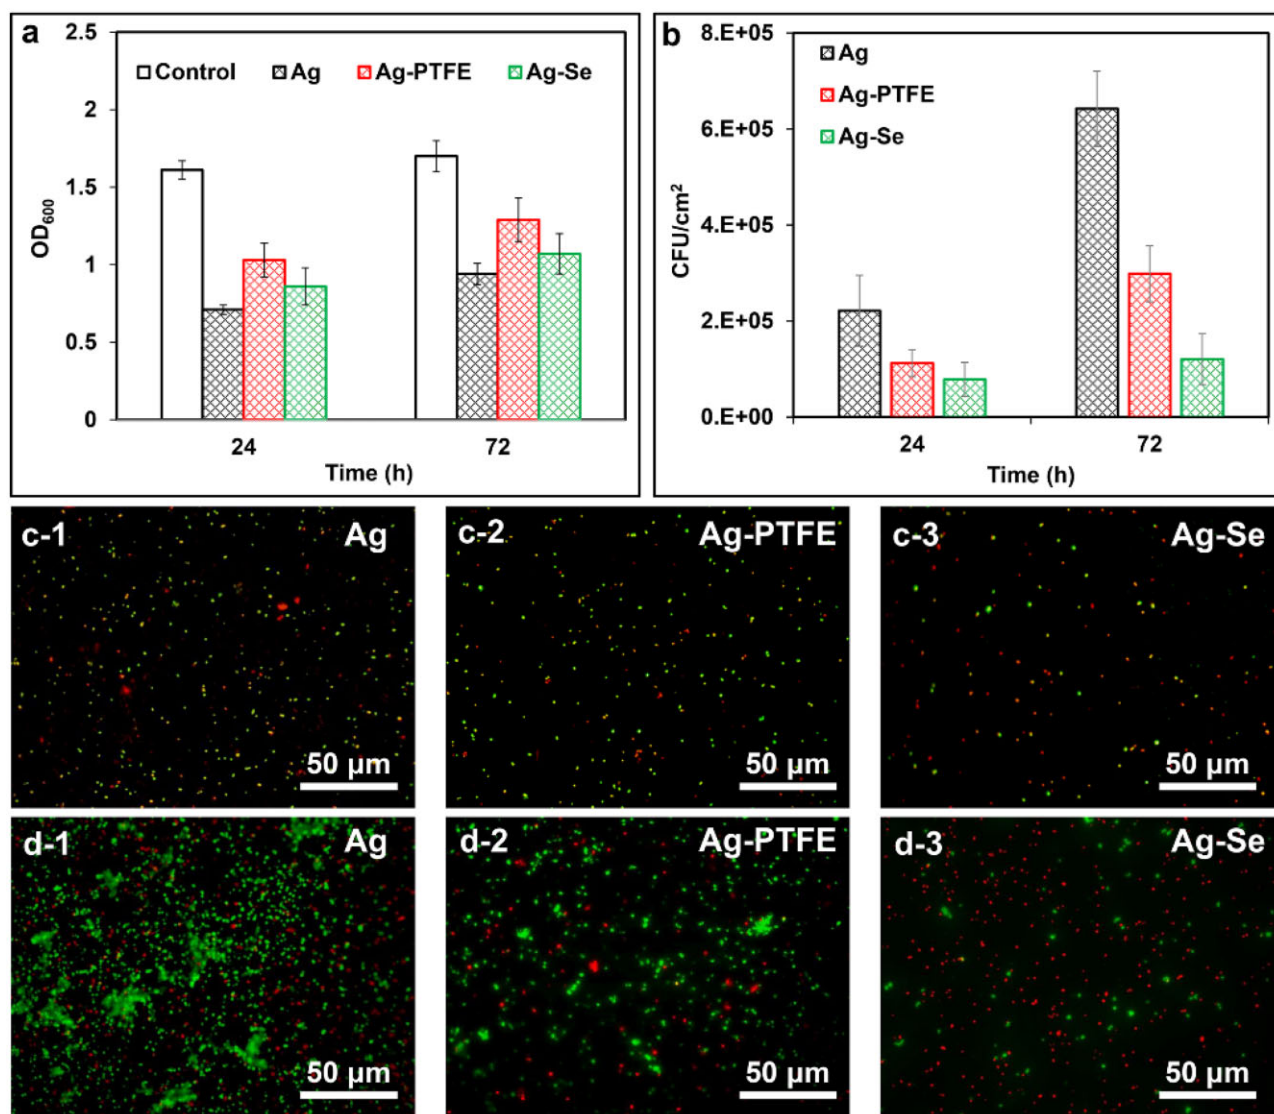 a
2.5
2
1.5
1
0.5
0
OD600
Control Ag Ag-PTFE Ag-Se
24 72
Time (h)
b
8.E+05
6.E+05
4.E+05
2.E+05
0.E+00
CFU/cm²
Ag
Ag-PTFE
Ag-Se
24 72
Time (h)
c-1 Ag
50 µm
c-2 Ag-PTFE
50 µm
c-3 Ag-Se
50 µm
d-1 Ag
50 µm
d-2 Ag-PTFE
50 µm
d-3 Ag-Se
50 µm